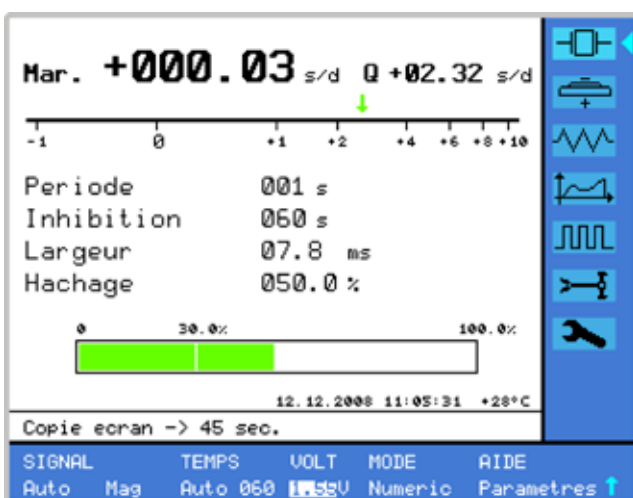 Mar. +000.03 s/d Q +02.32 s/d
-1 0 +1 +2 +4 +6 +8 +10
Periode 001 s
Inhibition 060 s
Largeur 07.8 ms
Hachage 050.0 %
0 30.0% 100.0%
12.12.2008 11:05:31 +28°C
Copie ecran -> 45 sec.
SIGNAL TEMPS VOLT MODE AIDE
Auto Mag Auto 060 1.55V Numeric Parametres ↑